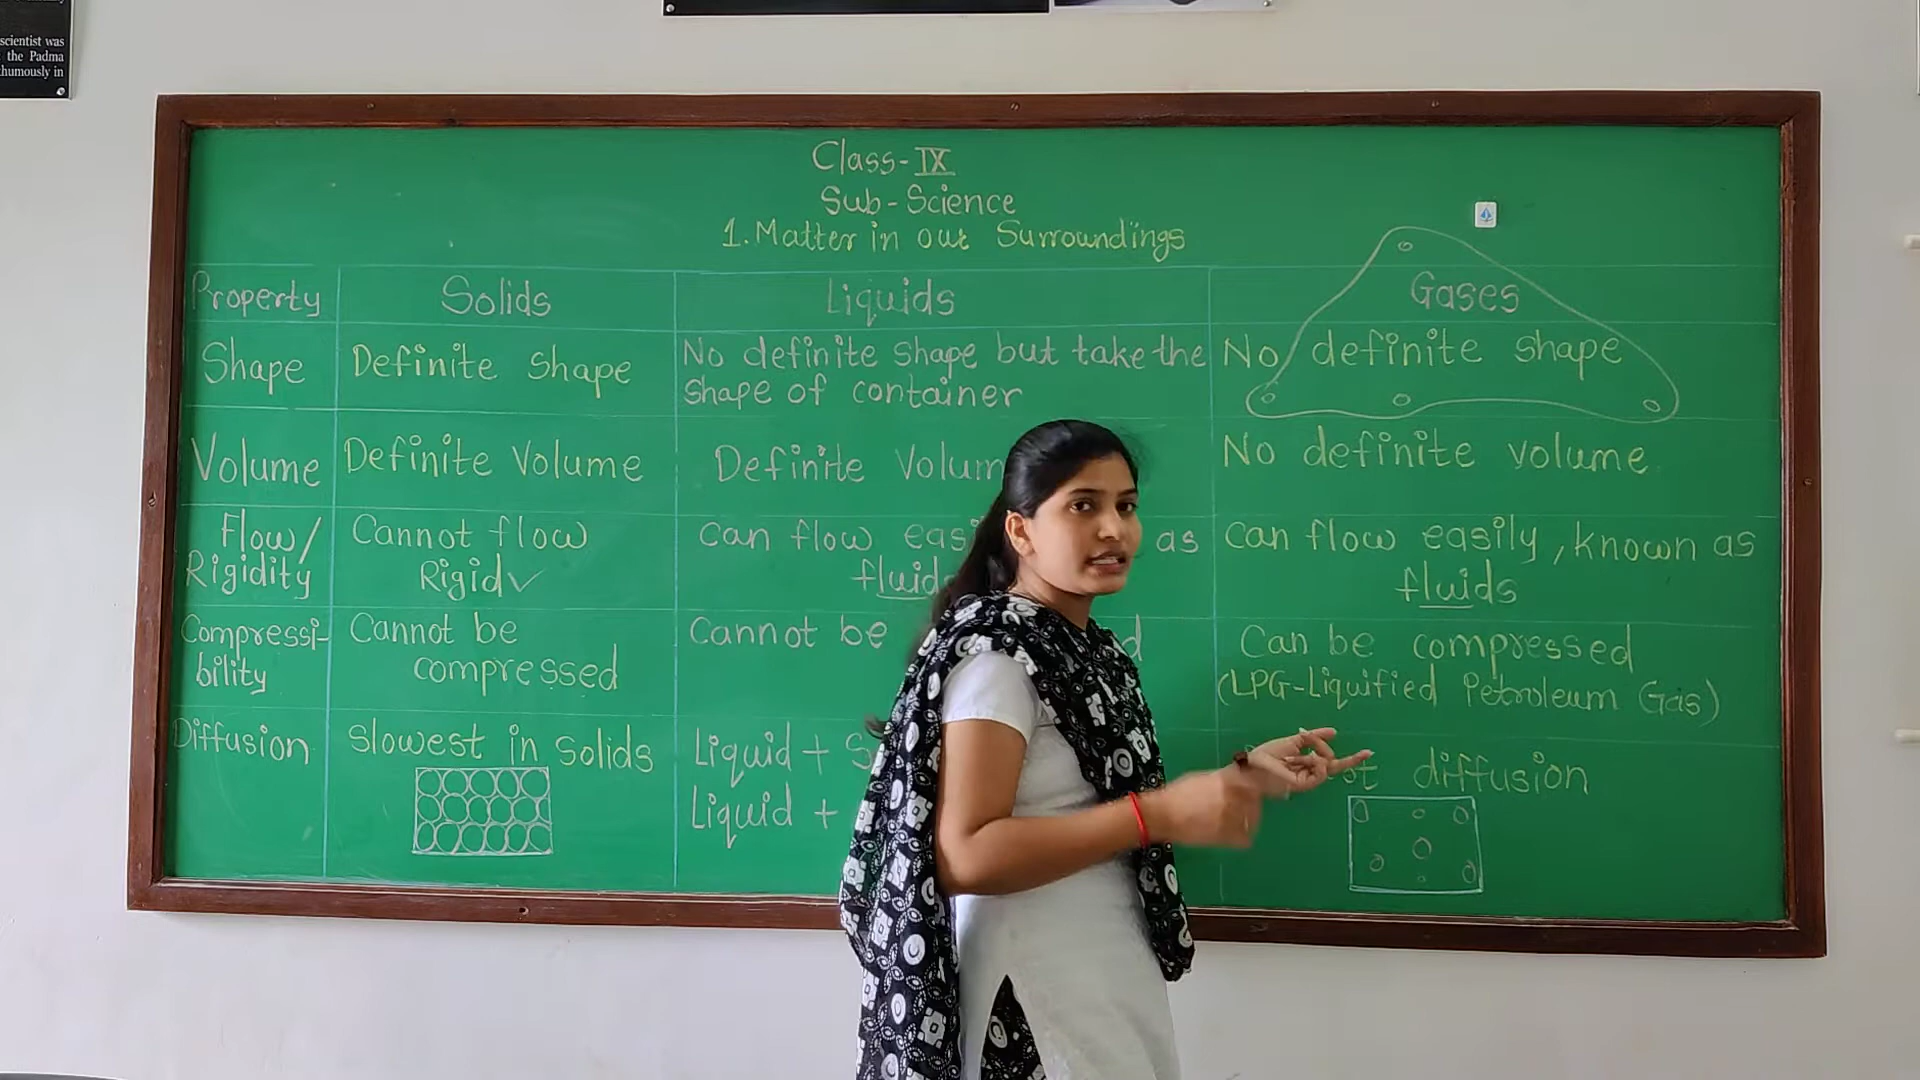 scientist was
the Padma
humously in
Class-IX
Sub-Science
1. Matter in our Surroundings
Property
Solids
Liquids
Gases
Shape
Definite shape
No definite shape but take the
shape of container
No definite shape
Volume
Definite Volume
Definite Volum
No definite volume
Flow/
Rigidity
Cannot flow
Rigid✓
can flow eas
as
fluid
can flow easily, known as
fluids
Compressi-
bility
Cannot be
compressed
cannot be
d
Can be compressed
(LPG-Liquified Petroleum Gas)
Diffusion
slowest in solids
Liquid + S
Liquid +
st diffusion